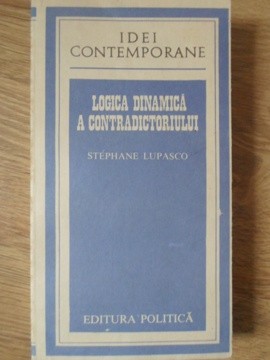 IDEI
CONTEMPORANE
LOGICA DINAMICĂ
A CONTRADICTORIULUI
STÉPHANE LUPASCO
EDITURA POLITICĂ